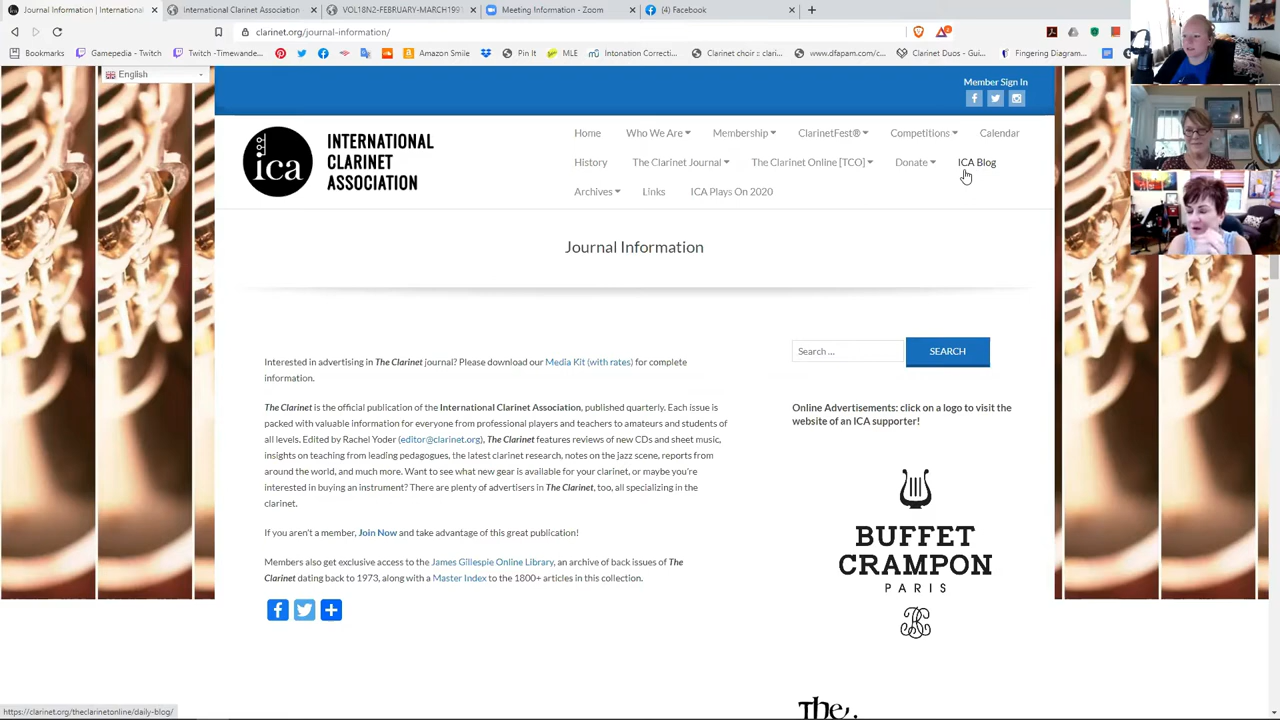 Journal Information | Internation
International Clarinet Association
VOL18N2-FEBRUARY-MARCH1991
Meeting Information - Zoom
(4) Facebook
clarinet.org/journal-information/
Bookmarks
Gamepedia - Twitch
Twitch -Timewande...
Amazon Smile
Pin It
MLE
Intonation Correcti...
Clarinet choir :: clari...
www.dfapam.com/c...
Clarinet Duos - Gui...
Fingering Diagram...
English
Member Sign In
ica
INTERNATIONAL
CLARINET
ASSOCIATION
Home
Who We Are
Membership
ClarinetFest®
Competitions
Calendar
History
The Clarinet Journal
The Clarinet Online [TCO]
Donate
ICA Blog
Archives
Links
ICA Plays On 2020
Journal Information
Interested in advertising in The Clarinet journal? Please download our Media Kit (with rates) for complete
information.
The Clarinet is the official publication of the International Clarinet Association, published quarterly. Each issue is
packed with valuable information for everyone from professional players and teachers to amateurs and students of
all levels. Edited by Rachel Yoder (editor@clarinet.org), The Clarinet features reviews of new CDs and sheet music,
insights on teaching from leading pedagogues, the latest clarinet research, notes on the jazz scene, reports from
around the world, and much more. Want to see what new gear is available for your clarinet, or maybe you're
interested in buying an instrument? There are plenty of advertisers in The Clarinet, too, all specializing in the
clarinet.
If you aren't a member, Join Now and take advantage of this great publication!
Members also get exclusive access to the James Gillespie Online Library, an archive of back issues of The
Clarinet dating back to 1973, along with a Master Index to the 1800+ articles in this collection.
Search ...
SEARCH
Online Advertisements: click on a logo to visit the
website of an ICA supporter!
BUFFET
CRAMPON
PARIS
The.
https://clarinet.org/theclarinetonline/daily-blog/